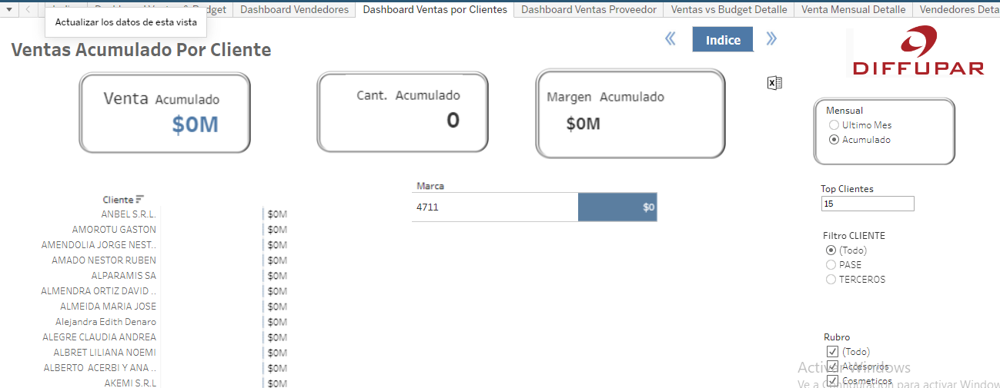 Budget
Dashboard Vendedores
Dashboard Ventas por Clientes
Dashboard Ventas Proveedor
Ventas vs Budget Detalle
Venta Mensual Detalle
Vendedores Deta
Actualizar los datos de esta vista
Ventas Acumulado Por Cliente
Indice
DIFFUPAR
Venta Acumulado
$0M
Cant. Acumulado
0
Margen Acumulado
$0M
Mensual
Ultimo Mes
Acumulado
Top Clientes
15
Filtro CLIENTE
(Todo)
PASE
TERCEROS
Rubro
(Todo)
Accesorios
Cosmeticos
Marca
4711 $0
Cliente
ANBEL S.R.L. $0M
AMOROTU GASTON $0M
AMENDOLIA JORGE NEST.. $0M
AMADO NESTOR RUBEN $0M
ALPARAMIS SA $0M
ALMENDRA ORTIZ DAVID .. $0M
ALMEIDA MARIA JOSE $0M
Alejandra Edith Denaro $0M
ALEGRE CLAUDIA ANDREA $0M
ALBRET LILIANA NOEMI $0M
ALBERTO ACERBI Y ANA .. $0M
AKEMI S.R.L $0M
Activar Windows
Ve a Configuración para activar Window